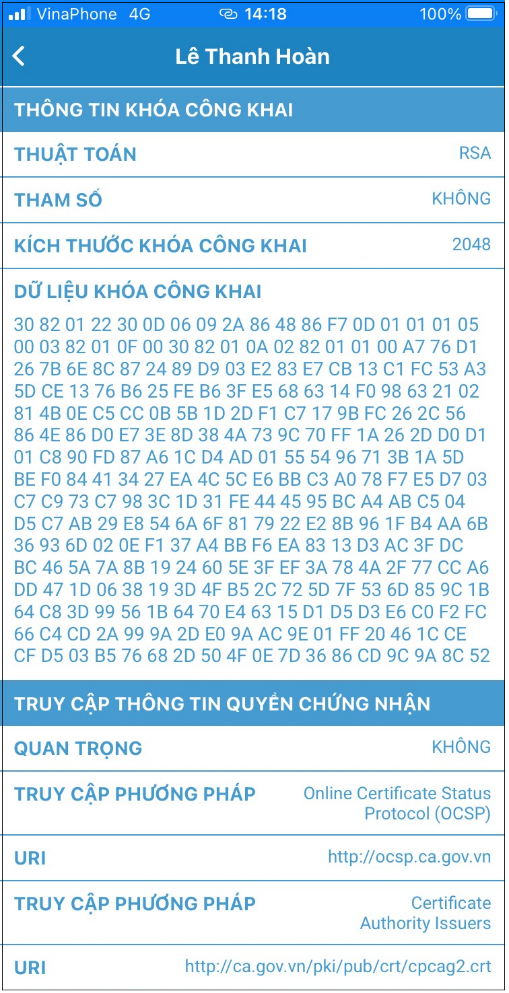 VinaPhone 4G 14:18 100%
Lê Thanh Hoàn
THÔNG TIN KHÓA CÔNG KHAI
THUẬT TOÁN RSA
THAM SỐ KHÔNG
KÍCH THƯỚC KHÓA CÔNG KHAI 2048
DỮ LIỆU KHÓA CÔNG KHAI
30 82 01 22 30 0D 06 09 2A 86 48 86 F7 0D 01 01 01 05
00 03 82 01 0F 00 30 82 01 0A 02 82 01 01 00 A7 76 D1
26 7B 6E 8C 87 24 89 D9 03 E2 83 E7 CB 13 C1 FC 53 A3
5D CE 13 76 B6 25 FE B6 3F E5 68 63 14 F0 98 63 21 02
81 4B 0E C5 CC 0B 5B 1D 2D F1 C7 17 9B FC 26 2C 56
86 4E 86 D0 E7 3E 8D 38 4A 73 9C 70 FF 1A 26 2D D0 D1
01 C8 90 FD 87 A6 1C D4 AD 01 55 54 96 71 3B 1A 5D
BE F0 84 41 34 27 EA 4C 5C E6 BB C3 A0 78 F7 E5 D7 03
C7 C9 73 C7 98 3C 1D 31 FE 44 45 95 BC A4 AB C5 04
D5 C7 AB 29 E8 54 6A 6F 81 79 22 E2 8B 96 1F B4 AA 6B
36 93 6D 02 0E F1 37 A4 BB F6 EA 83 13 D3 AC 3F DC
BC 46 5A 7A 8B 19 24 60 5E 3F EF 3A 78 4A 2F 77 CC A6
DD 47 1D 06 38 19 3D 4F B5 2C 72 5D 7F 53 6D 85 9C 1B
64 C8 3D 99 56 1B 64 70 E4 63 15 D1 D5 D3 E6 C0 F2 FC
66 C4 CD 2A 99 9A 2D E0 9A AC 9E 01 FF 20 46 1C CE
CF D5 03 B5 76 68 2D 50 4F 0E 7D 36 86 CD 9C 9A 8C 52
TRUY CẬP THÔNG TIN QUYỀN CHỨNG NHẬN
QUAN TRỌNG KHÔNG
TRUY CẬP PHƯƠNG PHÁP Online Certificate Status
Protocol (OCSP)
URI http://ocsp.ca.gov.vn
TRUY CẬP PHƯƠNG PHÁP Certificate
Authority Issuers
URI http://ca.gov.vn/pki/pub/crt/cpcag2.crt